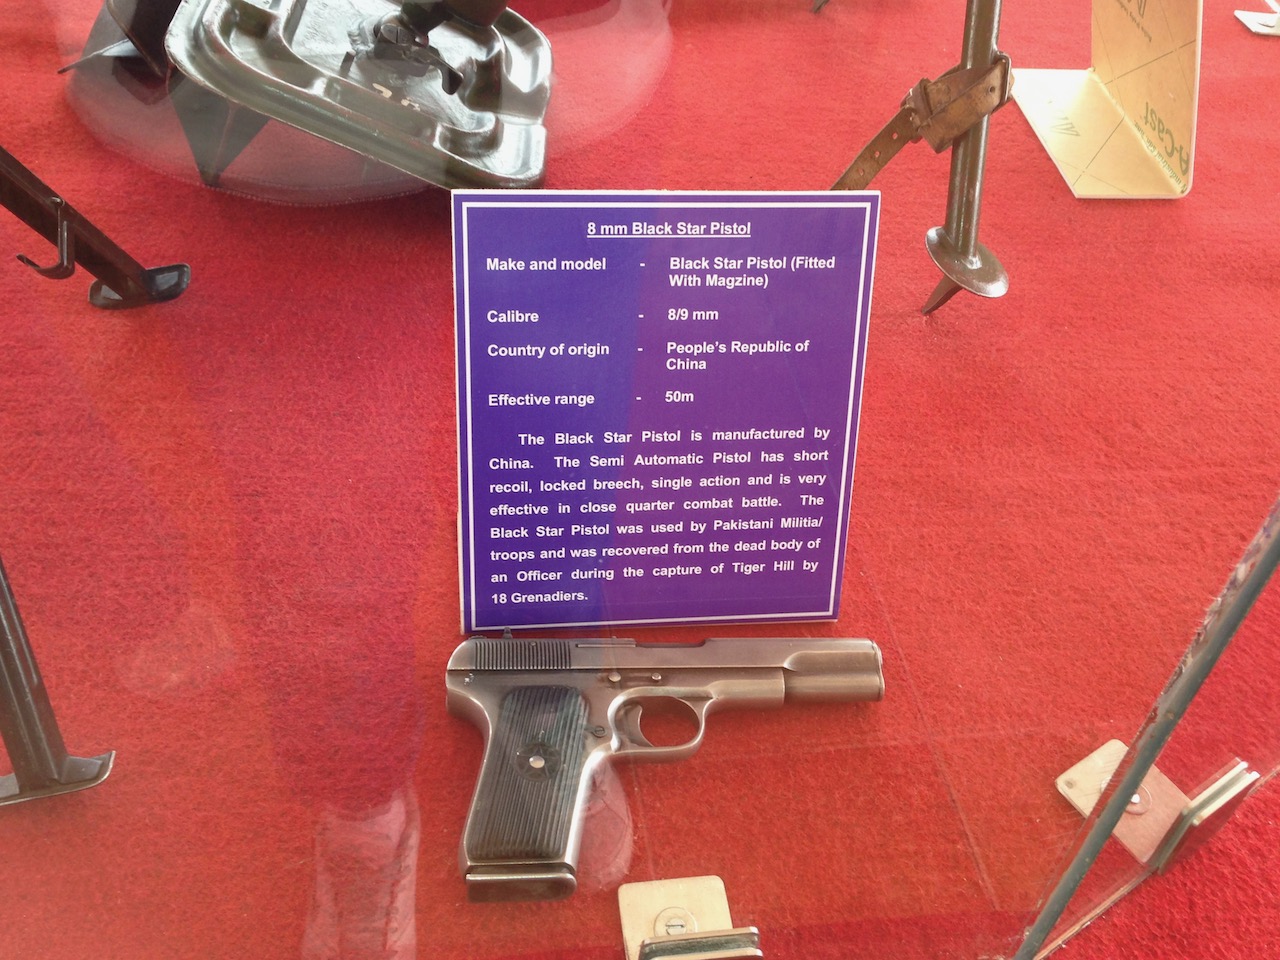 8 mm Black Star Pistol
Make and model - Black Star Pistol (Fitted
With Magzine)
Calibre - 8/9 mm
Country of origin - People's Republic of
China
Effective range - 50m
The Black Star Pistol is manufactured by
China. The Semi Automatic Pistol has short
recoil, locked breech, single action and is very
effective in close quarter combat battle. The
Black Star Pistol was used by Pakistani Militia/
troops and was recovered from the dead body of
an Officer during the capture of Tiger Hill by
18 Grenadiers.